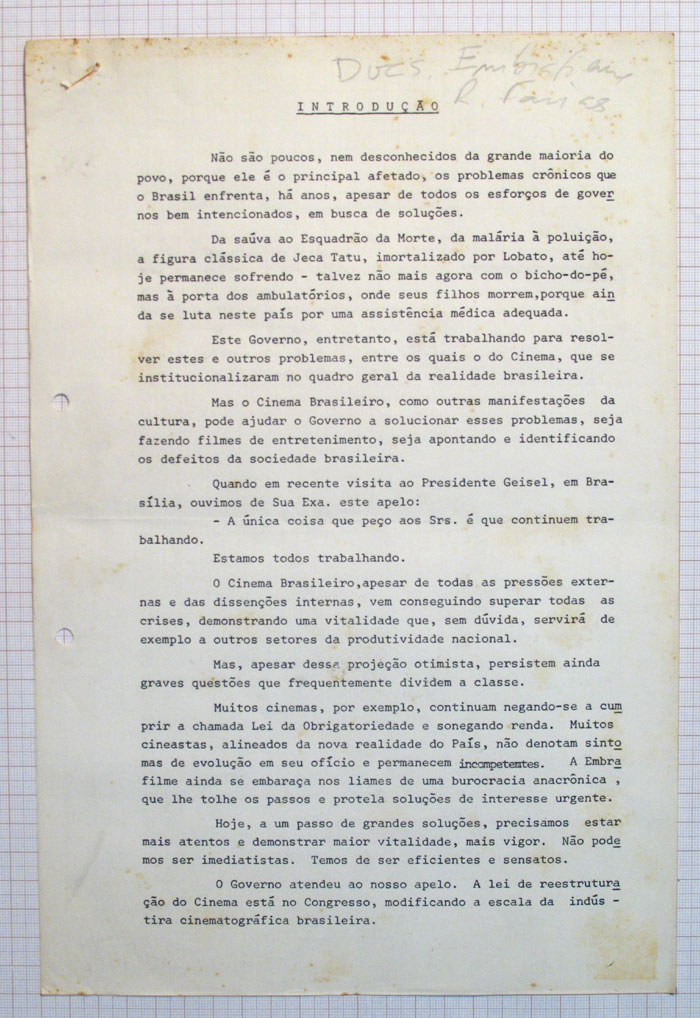 Docs. Embrafilme
R. Farias
INTRODUÇÃO
Não são poucos, nem desconhecidos da grande maioria do
povo, porque ele é o principal afetado, os problemas crônicos que
o Brasil enfrenta, há anos, apesar de todos os esforços de gover
nos bem intencionados, em busca de soluções.
Da saúva ao Esquadrão da Morte, da malária à poluição,
a figura clássica de Jeca Tatu, imortalizado por Lobato, até ho-
je permanece sofrendo - talvez não mais agora com o bicho-do-pé,
mas à porta dos ambulatórios, onde seus filhos morrem,porque ain
da se luta neste país por uma assistência médica adequada.
Este Governo, entretanto, está trabalhando para resol-
ver estes e outros problemas, entre os quais o do Cinema, que se
institucionalizaram no quadro geral da realidade brasileira.
Mas o Cinema Brasileiro, como outras manifestações da
cultura, pode ajudar o Governo a solucionar esses problemas, seja
fazendo filmes de entretenimento, seja apontando e identificando
os defeitos da sociedade brasileira.
Quando em recente visita ao Presidente Geisel, em Bra-
sília, ouvimos de Sua Exa. este apelo:
- A única coisa que peço aos Srs. é que continuem tra-
balhando.
Estamos todos trabalhando.
O Cinema Brasileiro,apesar de todas as pressões exter-
nas e das dissenções internas, vem conseguindo superar todas as
crises, demonstrando uma vitalidade que, sem dúvida, servirá de
exemplo a outros setores da produtividade nacional.
Mas, apesar dessa projeção otimista, persistem ainda
graves questões que frequentemente dividem a classe.
Muitos cinemas, por exemplo, continuam negando-se a cum
prir a chamada Lei da Obrigatoriedade e sonegando renda. Muitos
cineastas, alineados da nova realidade do País, não denotam sinto
mas de evolução em seu ofício e permanecem incompetentes. A Embra
filme ainda se embaraça nos liames de uma burocracia anacrônica ,
que lhe tolhe os passos e protela soluções de interesse urgente.
Hoje, a um passo de grandes soluções, precisamos estar
mais atentos e demonstrar maior vitalidade, mais vigor. Não pode
mos ser imediatistas. Temos de ser eficientes e sensatos.
O Governo atendeu ao nosso apelo. A lei de reestrutura
ção do Cinema está no Congresso, modificando a escala da indús -
tira cinematográfica brasileira.